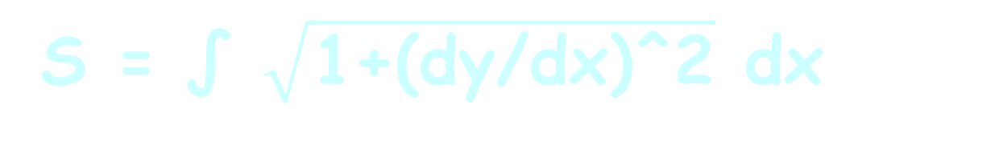 S = ∫ √1+(dy/dx)^2 dx